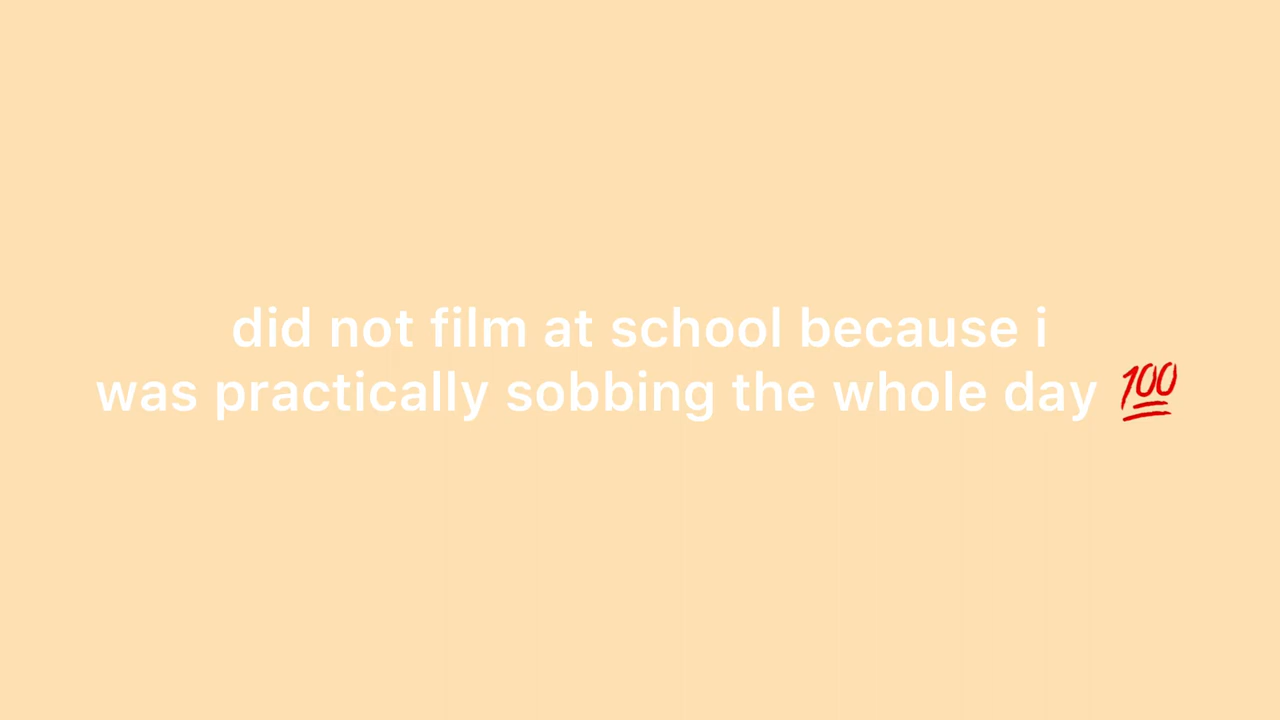 did not film at school because i
was practically sobbing the whole day 💯